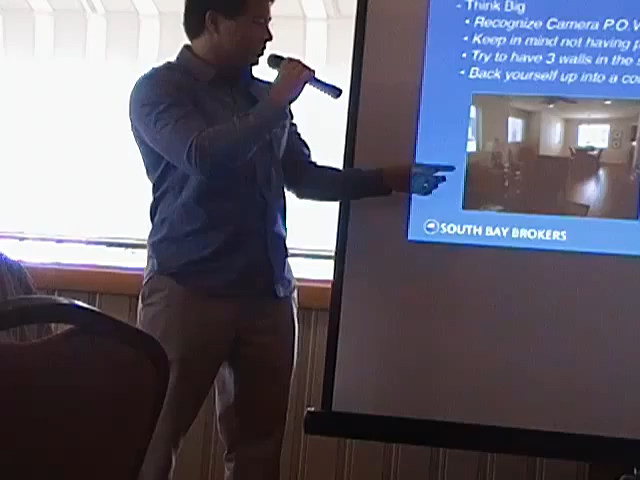 - Think Big
• Recognize Camera P.O.V
• Keep in mind not having
• Try to have 3 walls in the
• Back yourself up into a
SOUTH BAY BROKERS